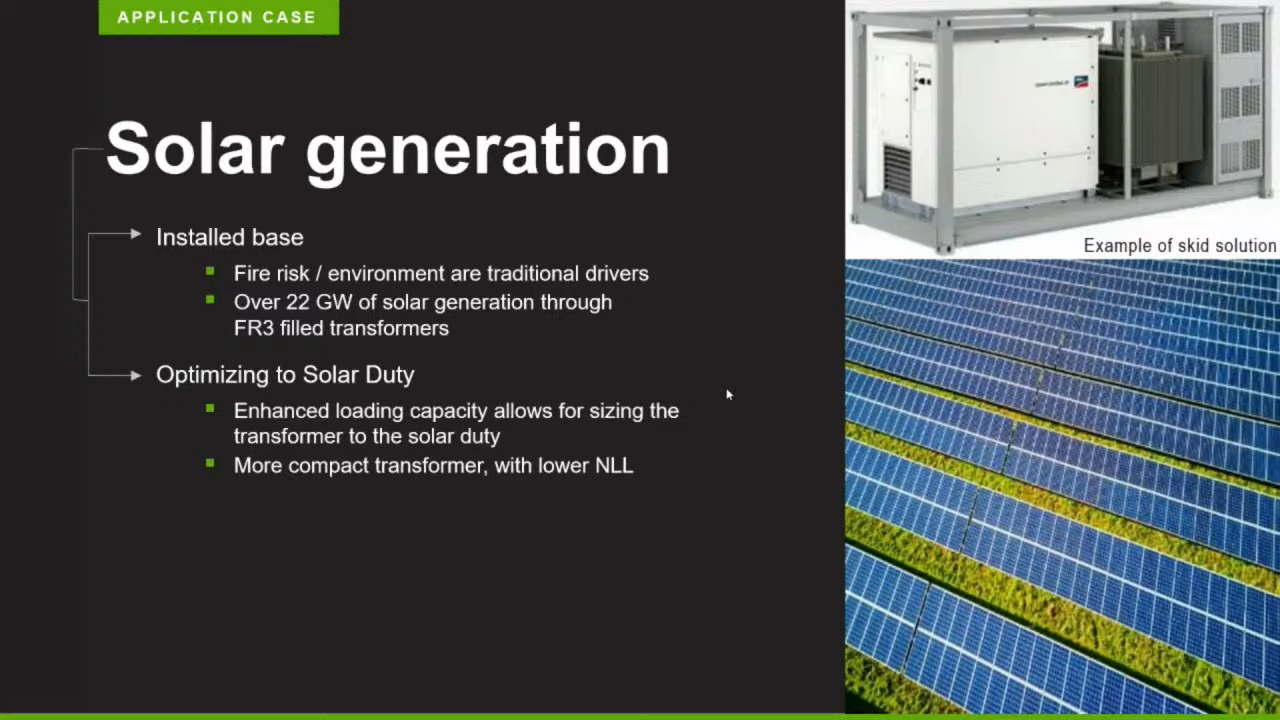 APPLICATION CASE
Solar generation
Installed base
Fire risk / environment are traditional drivers
Over 22 GW of solar generation through
FR3 filled transformers
Optimizing to Solar Duty
Enhanced loading capacity allows for sizing the
transformer to the solar duty
More compact transformer, with lower NLL
Example of skid solution